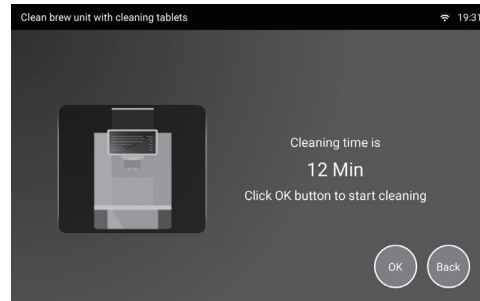 Clean brew unit with cleaning tablets
19:31
Cleaning time is
12 Min
Click OK button to start cleaning
OK
Back